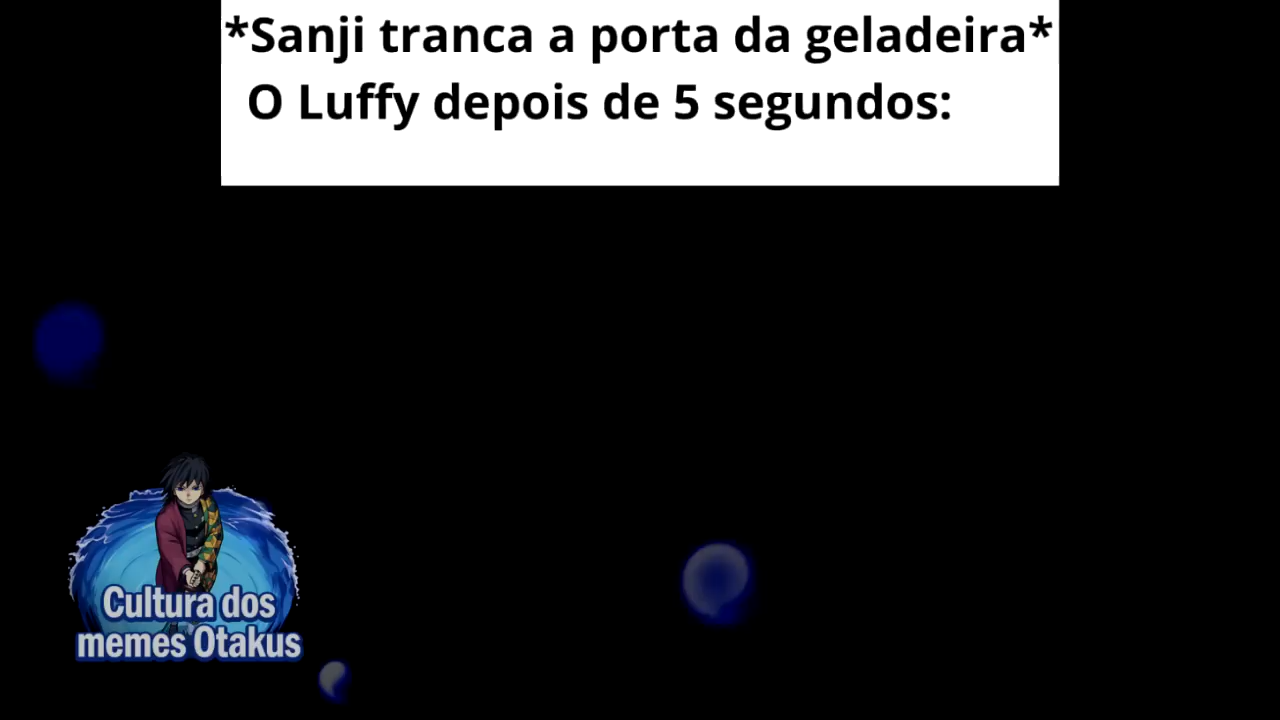 *Sanji tranca a porta da geladeira*
O Luffy depois de 5 segundos:
Cultura dos
memes Otakus